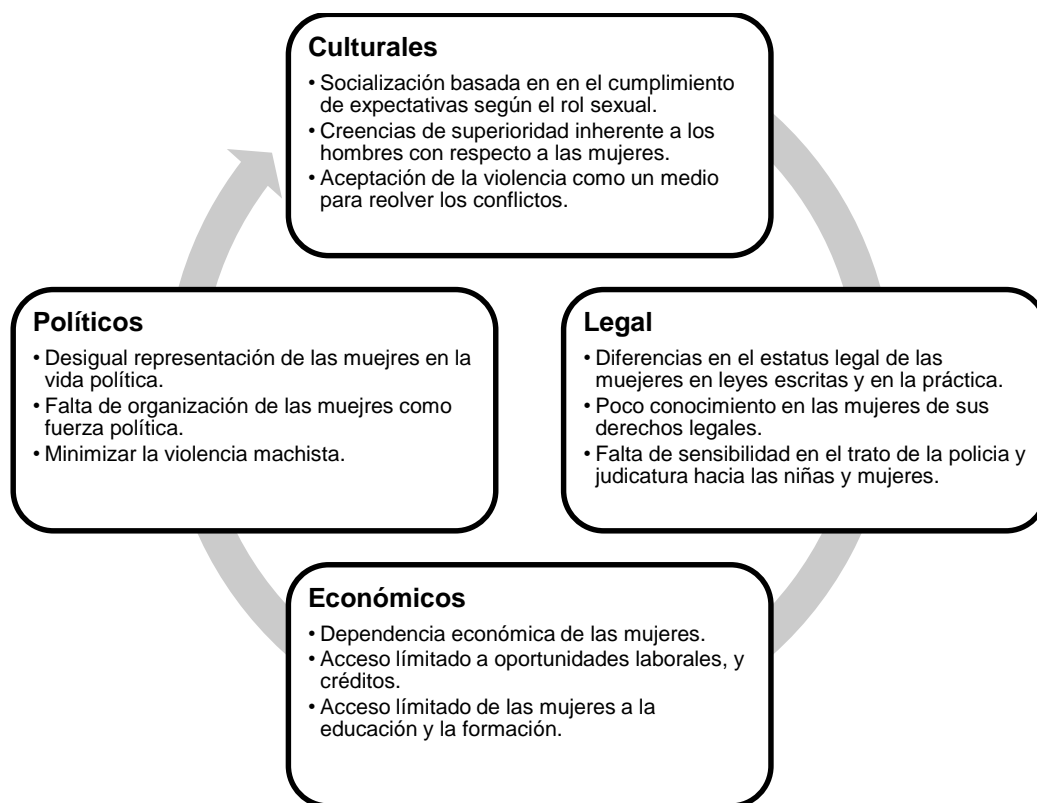 Culturales
• Socialización basada en en el cumplimiento
de expectativas según el rol sexual.
• Creencias de superioridad inherente a los
hombres con respecto a las mujeres.
• Aceptación de la violencia como un medio
para reolver los conflictos.
Políticos
• Desigual representación de las muejres en la
vida política.
• Falta de organización de las muejres como
fuerza política.
• Minimizar la violencia machista.
Legal
• Diferencias en el estatus legal de las
muejeres en leyes escritas y en la práctica.
• Poco conocimiento en las mujeres de sus
derechos legales.
• Falta de sensibilidad en el trato de la policia y
judicatura hacia las niñas y mujeres.
Económicos
• Dependencia económica de las mujeres.
• Acceso límitado a oportunidades laborales, y
créditos.
• Acceso límitado de las mujeres a la
educación y la formación.